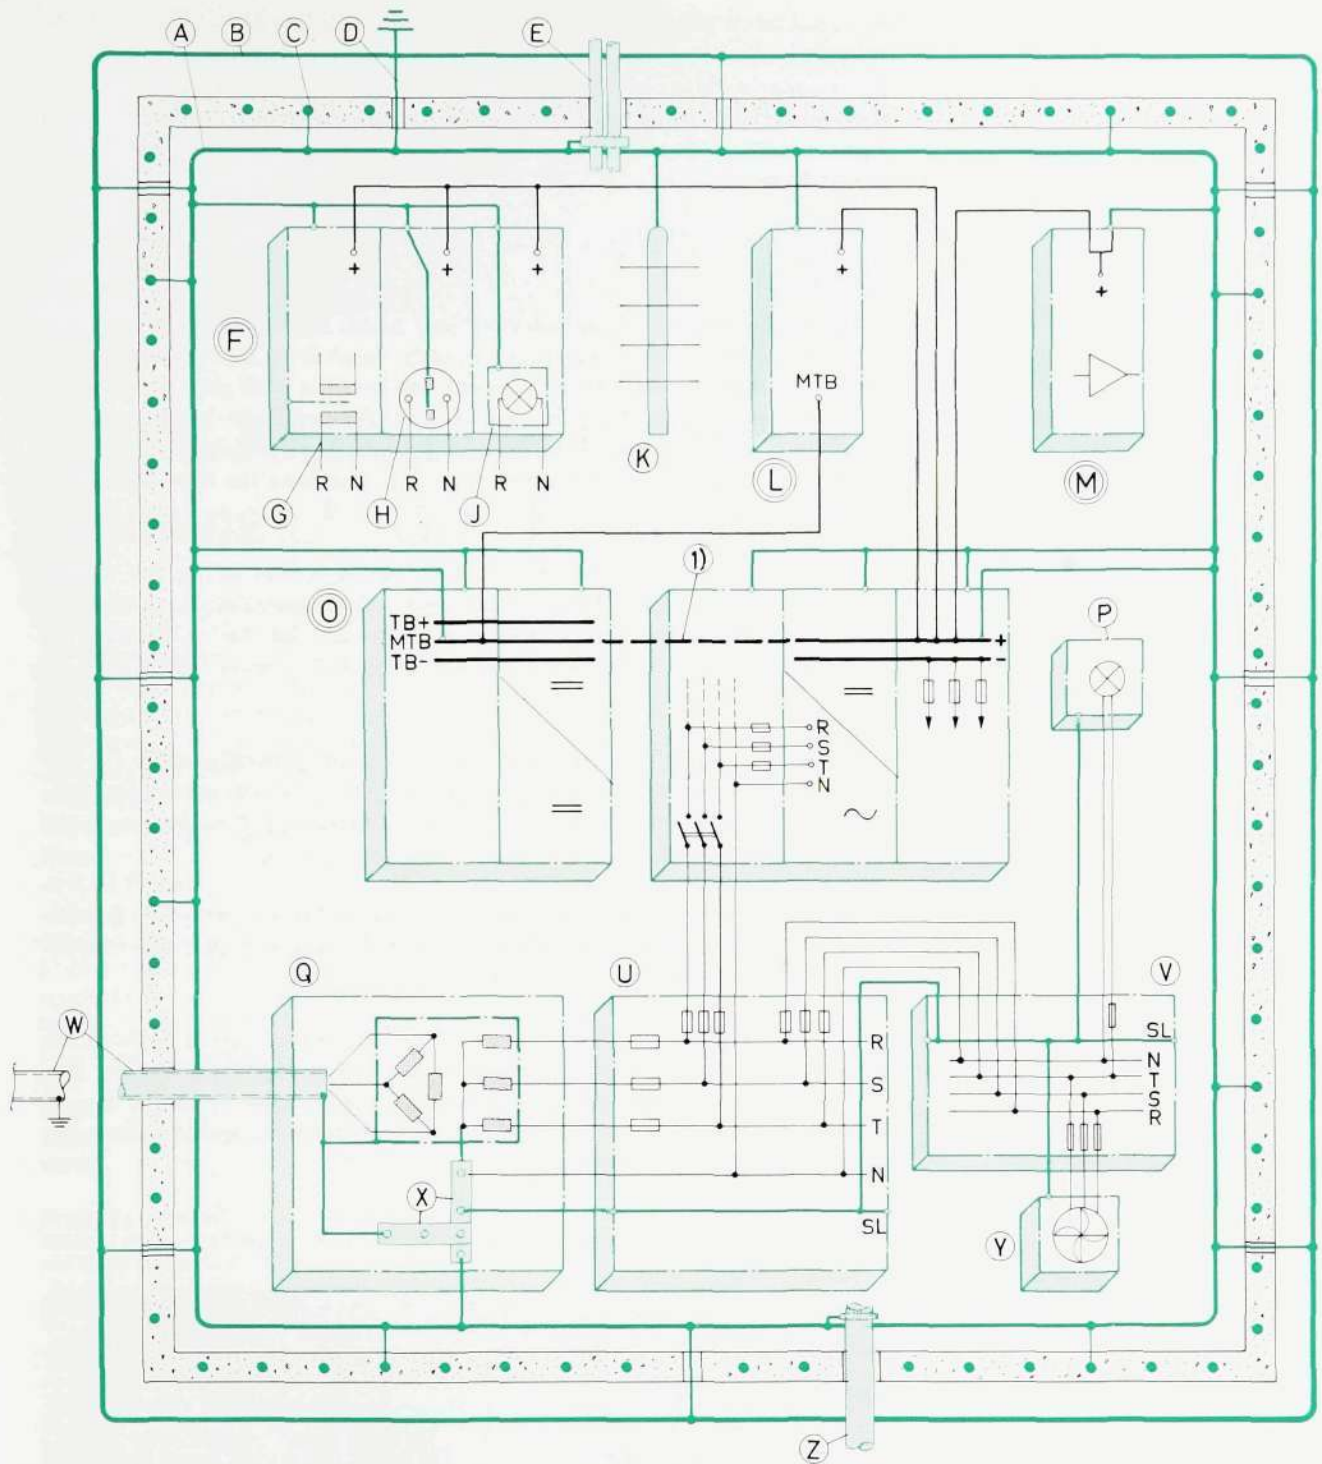 A B C D E
+ + + + +
F
MTB
K
L
M
R N R N R N
G H J
1)
O
P
TB+
MTB +
TB- -
R
S
T
N
Q U V
W
SL
R N
S T
T S
N R
X
SL
Y
Z